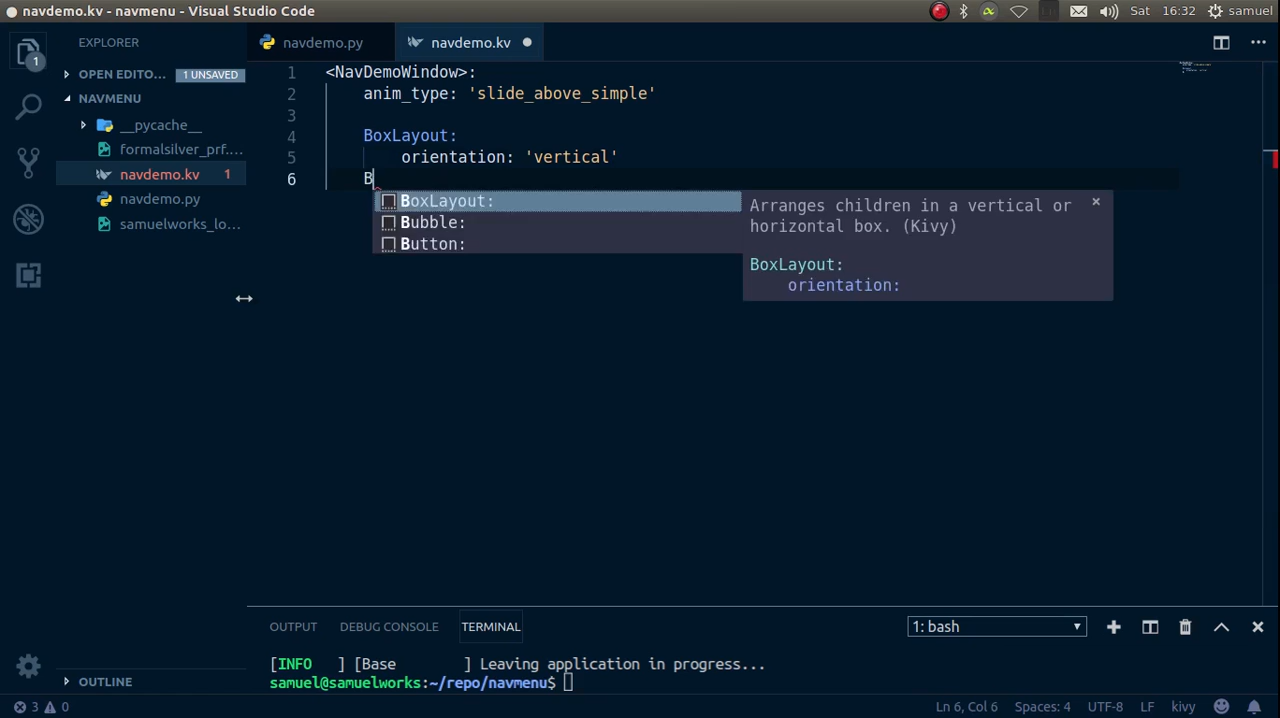 navdemo.kv - navmenu - Visual Studio Code
Sat 16:32 samuel
EXPLORER
navdemo.py
navdemo.kv
OPEN EDITO... 1 UNSAVED
NAVMENU
__pycache__
formalsilver_prf....
navdemo.kv 1
navdemo.py
samuelworks_lo...
1 <NavDemoWindow>:
2 anim_type: 'slide_above_simple'
3
4 BoxLayout:
5 orientation: 'vertical'
6 B
BoxLayout:
Bubble:
Button:
Arranges children in a vertical or
horizontal box. (Kivy)
BoxLayout:
orientation:
OUTPUT DEBUG CONSOLE TERMINAL
1: bash
[INFO ] [Base ] Leaving application in progress...
samuel@samuelworks:~/repo/navmenu$
OUTLINE
3 0 Ln 6, Col 6 Spaces: 4 UTF-8 LF kivy
1